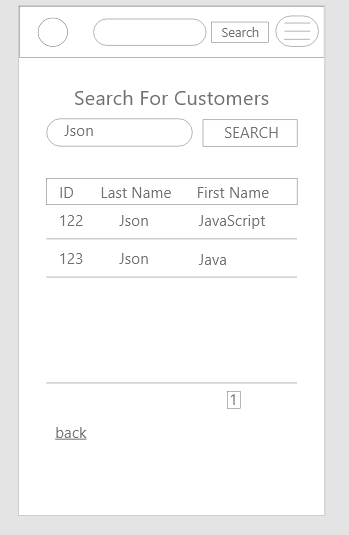 Search
Search For Customers
Json SEARCH
ID Last Name First Name
122 Json JavaScript
123 Json Java
1
back